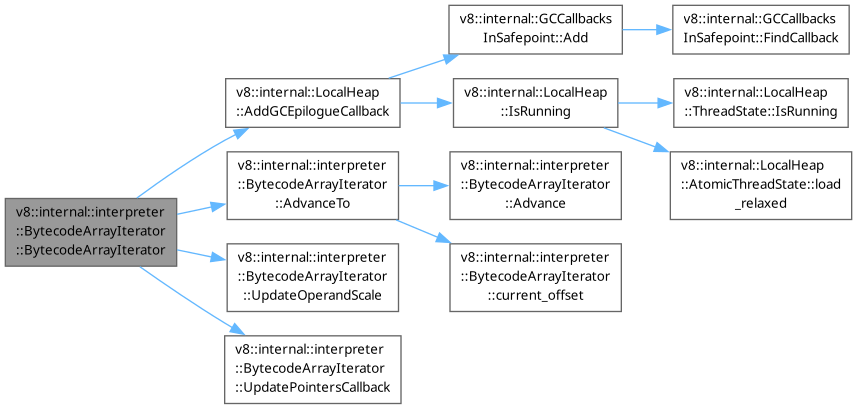 v8::internal::GCCallbacks
InSafepoint::Add
v8::internal::GCCallbacks
InSafepoint::FindCallback
v8::internal::LocalHeap
::AddGCEpilogueCallback
v8::internal::LocalHeap
::IsRunning
v8::internal::LocalHeap
::ThreadState::IsRunning
v8::internal::interpreter
::BytecodeArrayIterator
::AdvanceTo
v8::internal::interpreter
::BytecodeArrayIterator
::Advance
v8::internal::LocalHeap
::AtomicThreadState::load
_relaxed
v8::internal::interpreter
::BytecodeArrayIterator
::BytecodeArrayIterator
v8::internal::interpreter
::BytecodeArrayIterator
::UpdateOperandScale
v8::internal::interpreter
::BytecodeArrayIterator
::current_offset
v8::internal::interpreter
::BytecodeArrayIterator
::UpdatePointersCallback